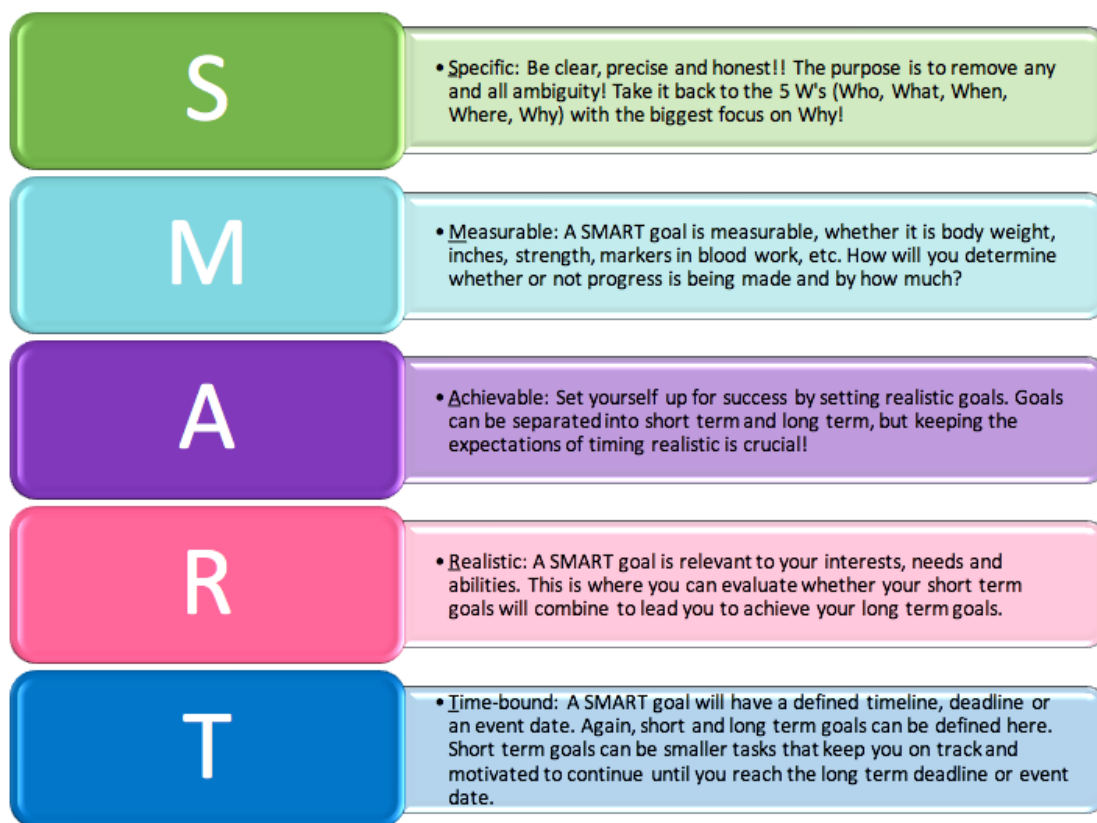 S
• Specific: Be clear, precise and honest!! The purpose is to remove any
and all ambiguity! Take it back to the 5 W's (Who, What, When,
Where, Why) with the biggest focus on Why!
M
• Measurable: A SMART goal is measurable, whether it is body weight,
inches, strength, markers in blood work, etc. How will you determine
whether or not progress is being made and by how much?
A
• Achievable: Set yourself up for success by setting realistic goals. Goals
can be separated into short term and long term, but keeping the
expectations of timing realistic is crucial!
R
• Realistic: A SMART goal is relevant to your interests, needs and
abilities. This is where you can evaluate whether your short term
goals will combine to lead you to achieve your long term goals.
T
• Time-bound: A SMART goal will have a defined timeline, deadline or
an event date. Again, short and long term goals can be defined here.
Short term goals can be smaller tasks that keep you on track and
motivated to continue until you reach the long term deadline or event
date.